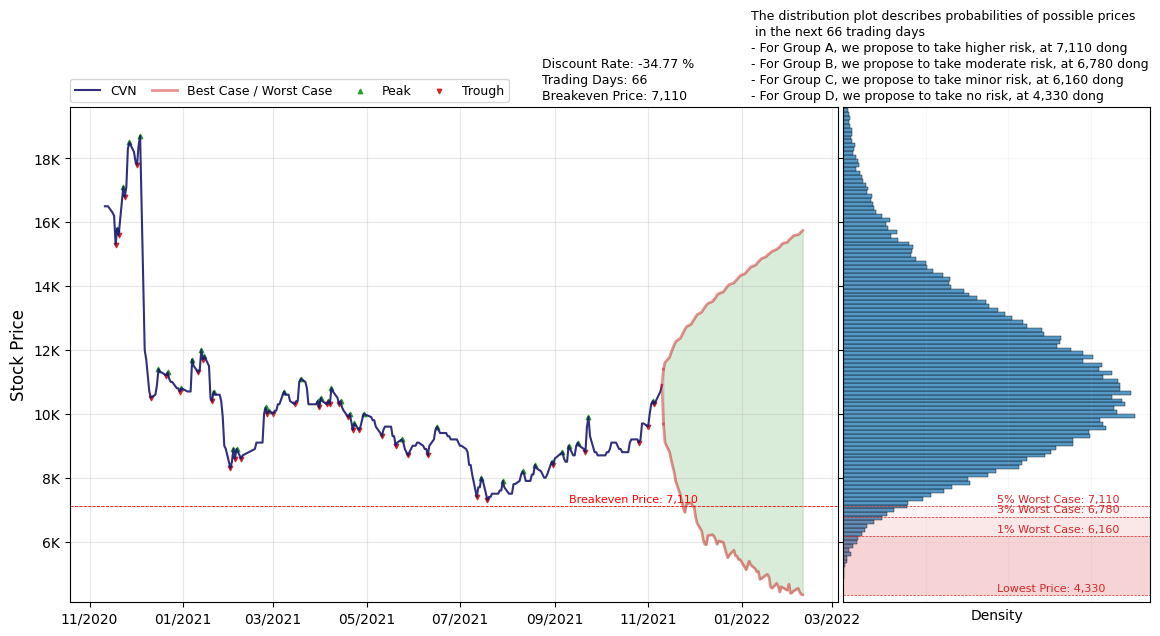 The distribution plot describes probabilities of possible prices
in the next 66 trading days
- For Group A, we propose to take higher risk, at 7,110 dong
- For Group B, we propose to take moderate risk, at 6,780 dong
- For Group C, we propose to take minor risk, at 6,160 dong
- For Group D, we propose to take no risk, at 4,330 dong
Discount Rate: -34.77 %
Trading Days: 66
Breakeven Price: 7,110
CVN
Best Case / Worst Case
Peak
Trough
Stock Price
18K
16K
14K
12K
10K
8K
6K
Breakeven Price: 7,110
5% Worst Case: 7,110
3% Worst Case: 6,780
1% Worst Case: 6,160
Lowest Price: 4,330
11/2020
01/2021
03/2021
05/2021
07/2021
09/2021
11/2021
01/2022
03/2022
Density